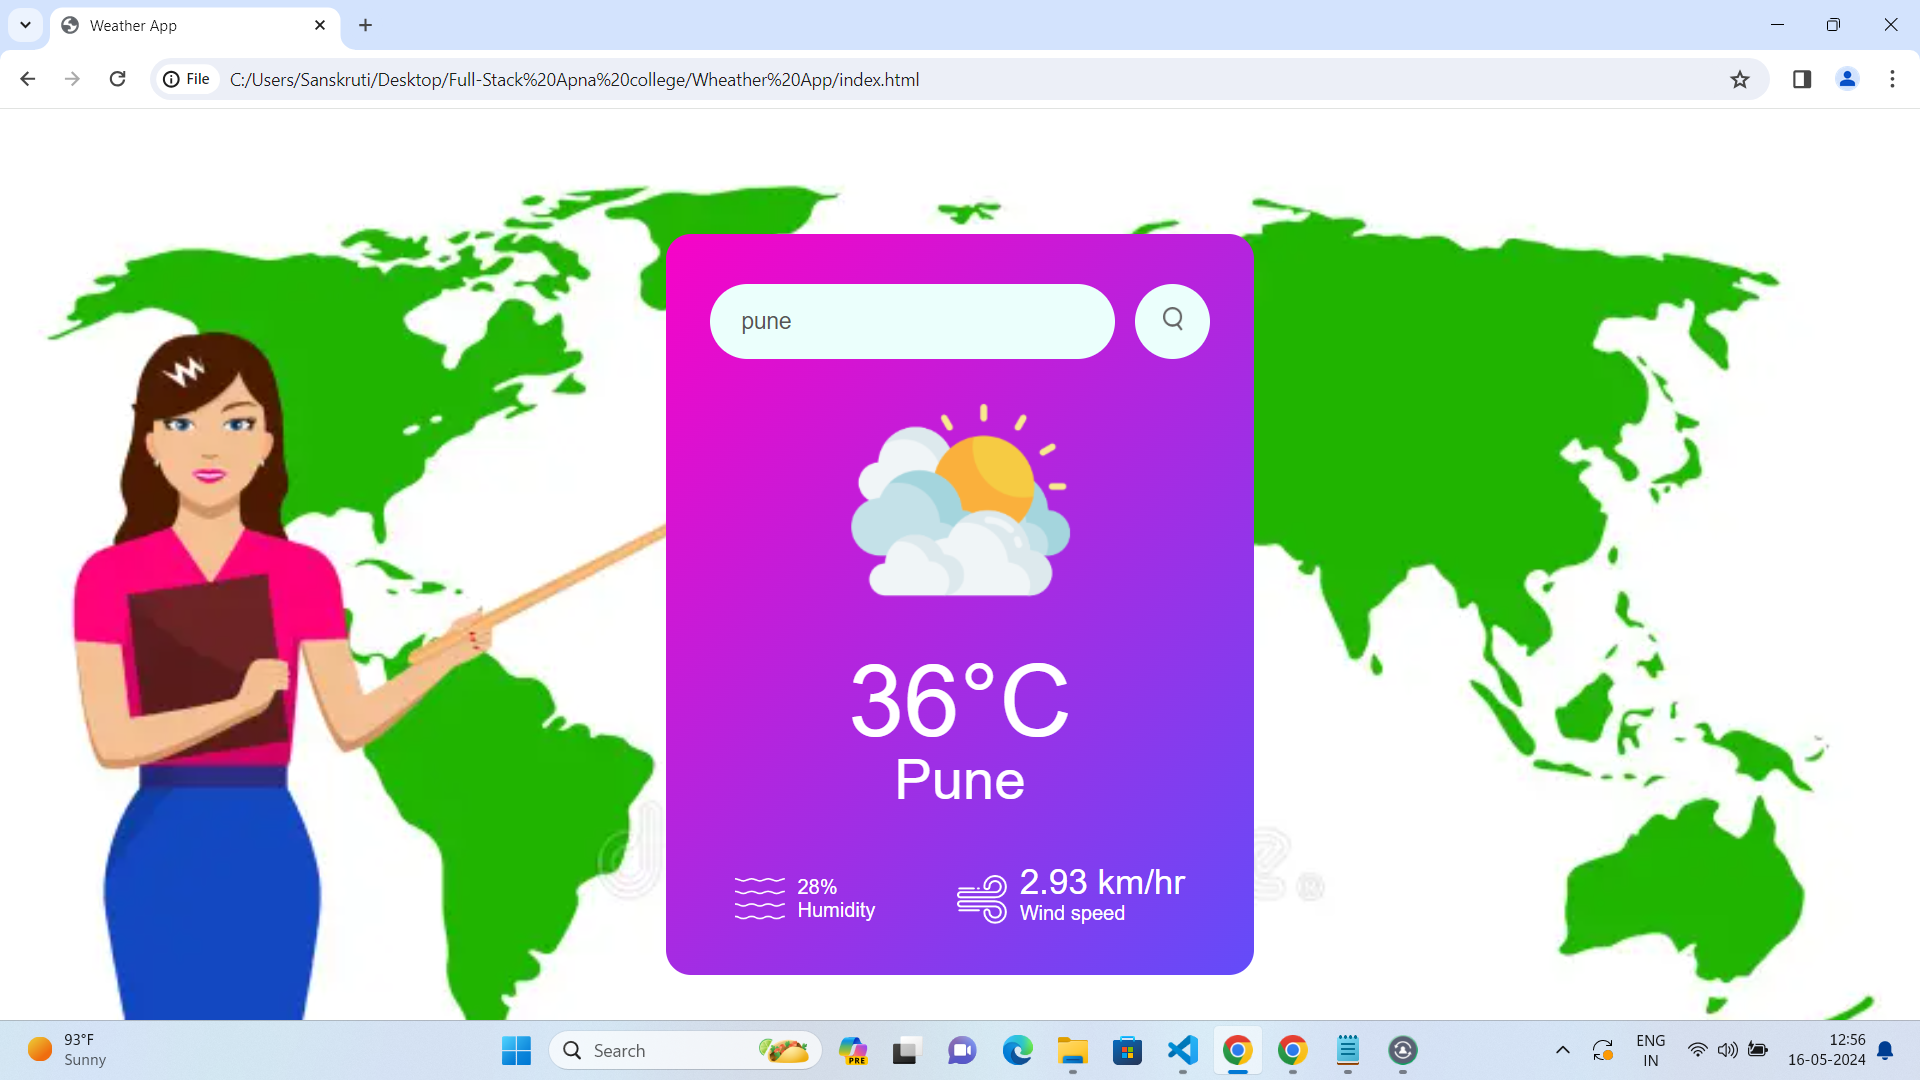 Weather App
File
C:/Users/Sanskruti/Desktop/Full-Stack%20Apna%20college/Wheather%20App/index.html
pune
36°C
Pune
28%
Humidity
2.93 km/hr
Wind speed
93°F
Sunny
Search
PRE
ENG
IN
12:56
16-05-2024